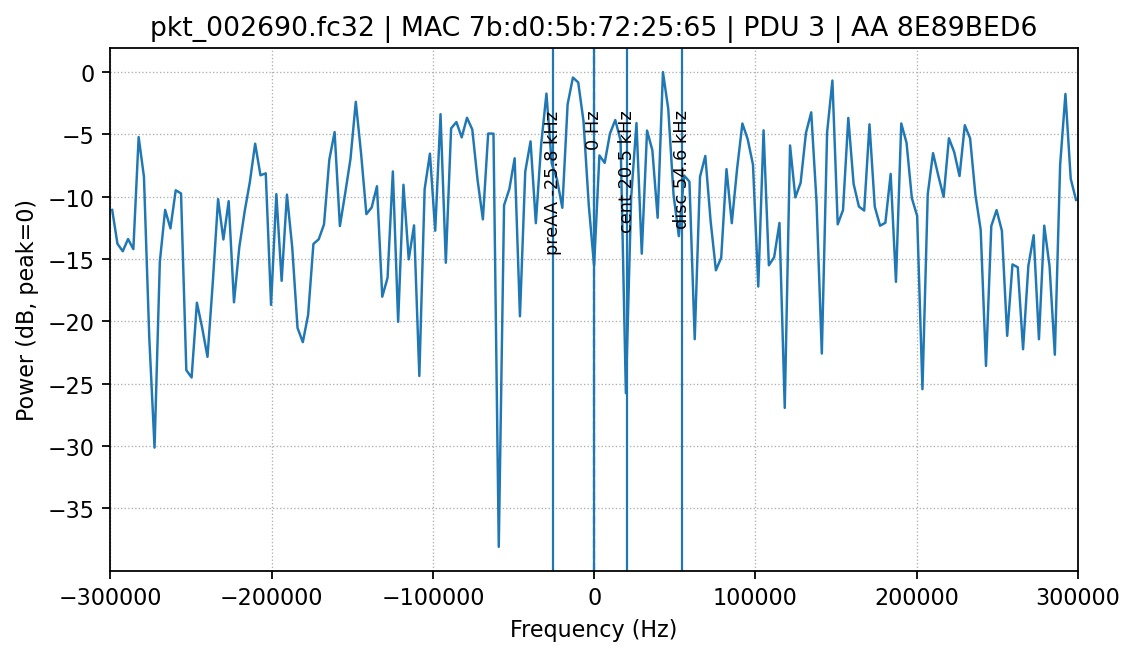 pkt_002690.fc32 | MAC 7b:d0:5b:72:25:65 | PDU 3 | AA 8E89BED6
Power (dB, peak=0)
0
−5
−10
−15
−20
−25
−30
−35
preAA -25.8 kHz
0 Hz
cent 20.5 kHz
disc 54.6 kHz
−300000
−200000
−100000
0
100000
200000
300000
Frequency (Hz)